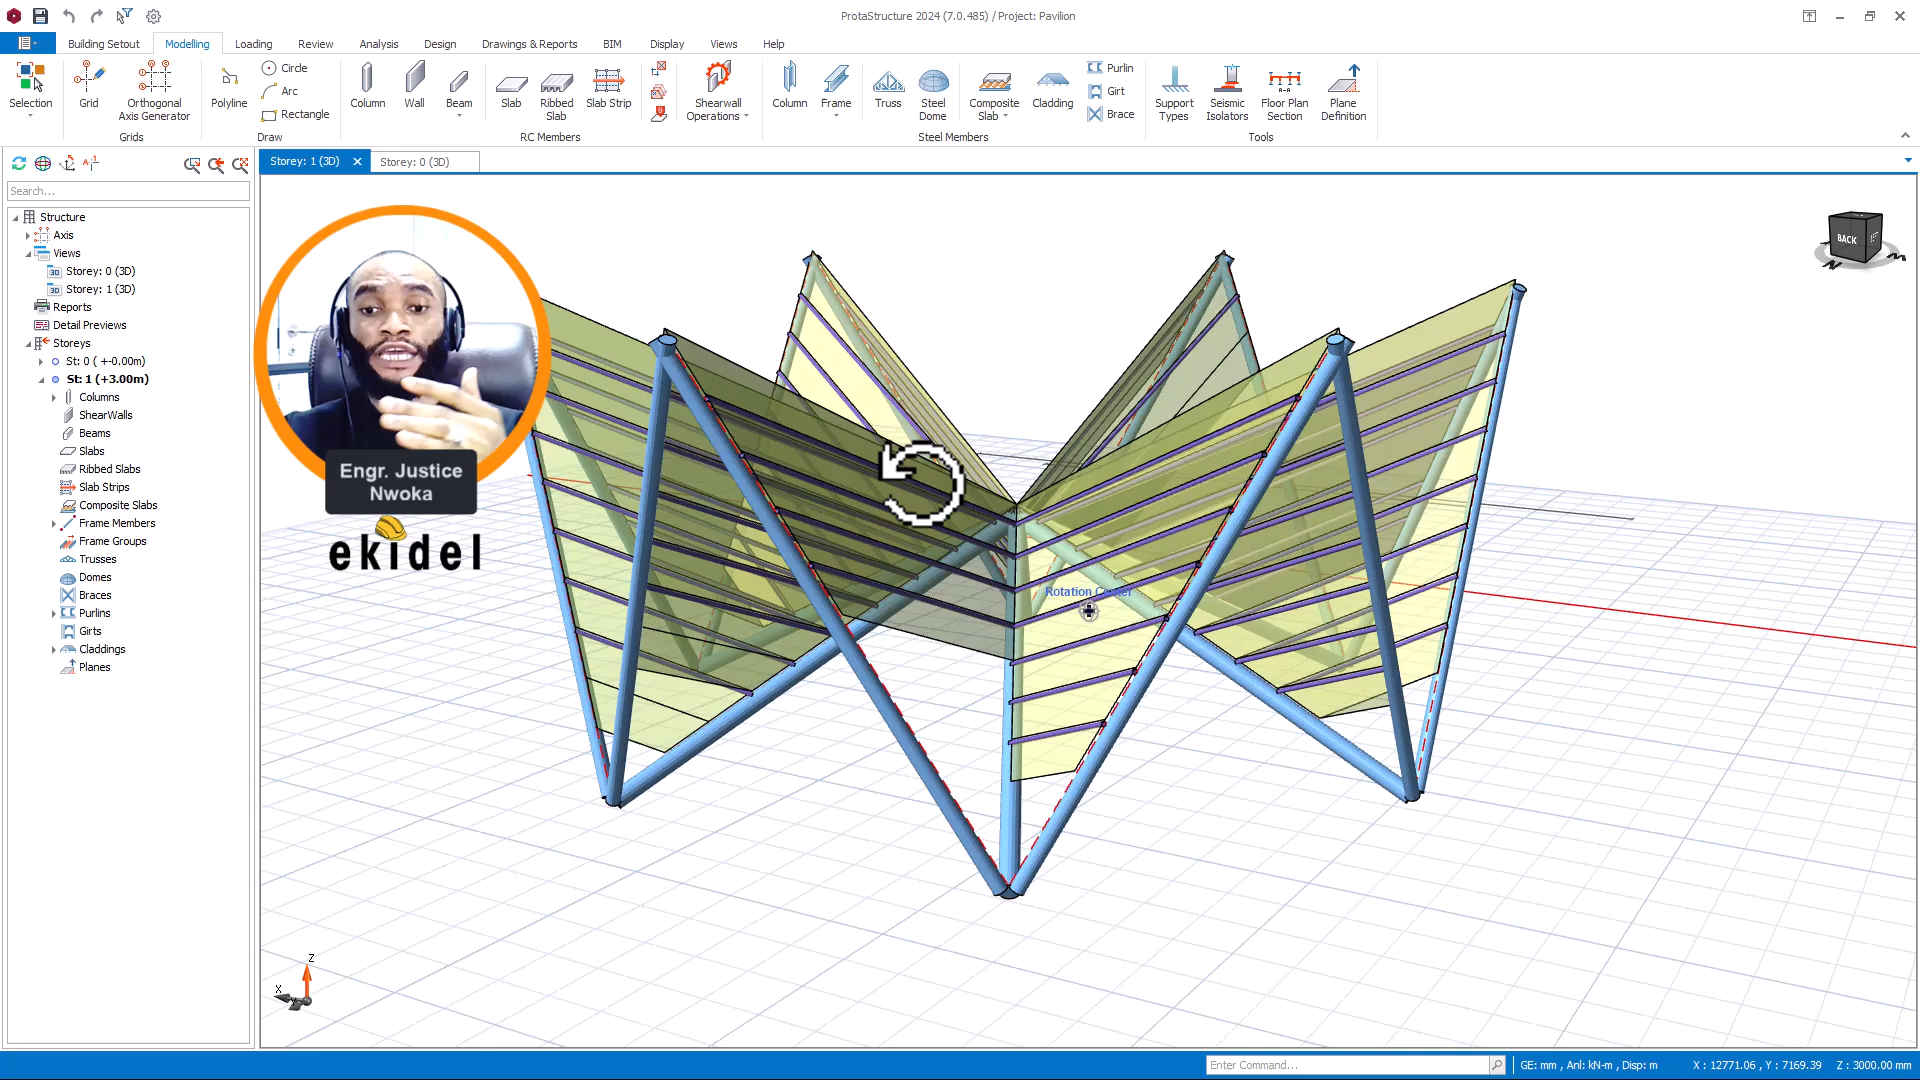 ProtaStructure 2024 (7.0.485) / Project: Pavilion
Building Setout
Modelling
Loading
Review
Analysis
Design
Drawings & Reports
BIM
Display
Views
Help
Selection
Grid
Orthogonal
Axis Generator
Grids
Polyline
Circle
Arc
Rectangle
Draw
Column
Wall
Beam
Slab
Ribbed
Slab
Slab Strip
RC Members
Shearwall
Operations
Column
Frame
Truss
Steel
Dome
Composite
Slab
Cladding
Purlin
Girt
Brace
Steel Members
Support
Types
Seismic
Isolators
Floor Plan
Section
Plane
Definition
Tools
Storey: 1 (3D)
Storey: 0 (3D)
Search...
Structure
Axis
Views
Storey: 0 (3D)
Storey: 1 (3D)
Reports
Detail Previews
Storeys
St: 0 ( +-0.00m)
St: 1 (+3.00m)
Columns
ShearWalls
Beams
Slabs
Ribbed Slabs
Slab Strips
Composite Slabs
Frame Members
Frame Groups
Trusses
Domes
Braces
Purlins
Girts
Claddings
Planes
Engr. Justice
Nwoka
ekidel
Rotation Center
BACK
N
Z
X
Enter Command...
GE: mm , Anl: kN-m , Disp: m
X : 12771.06 , Y : 7169.39
Z : 3000.00 mm